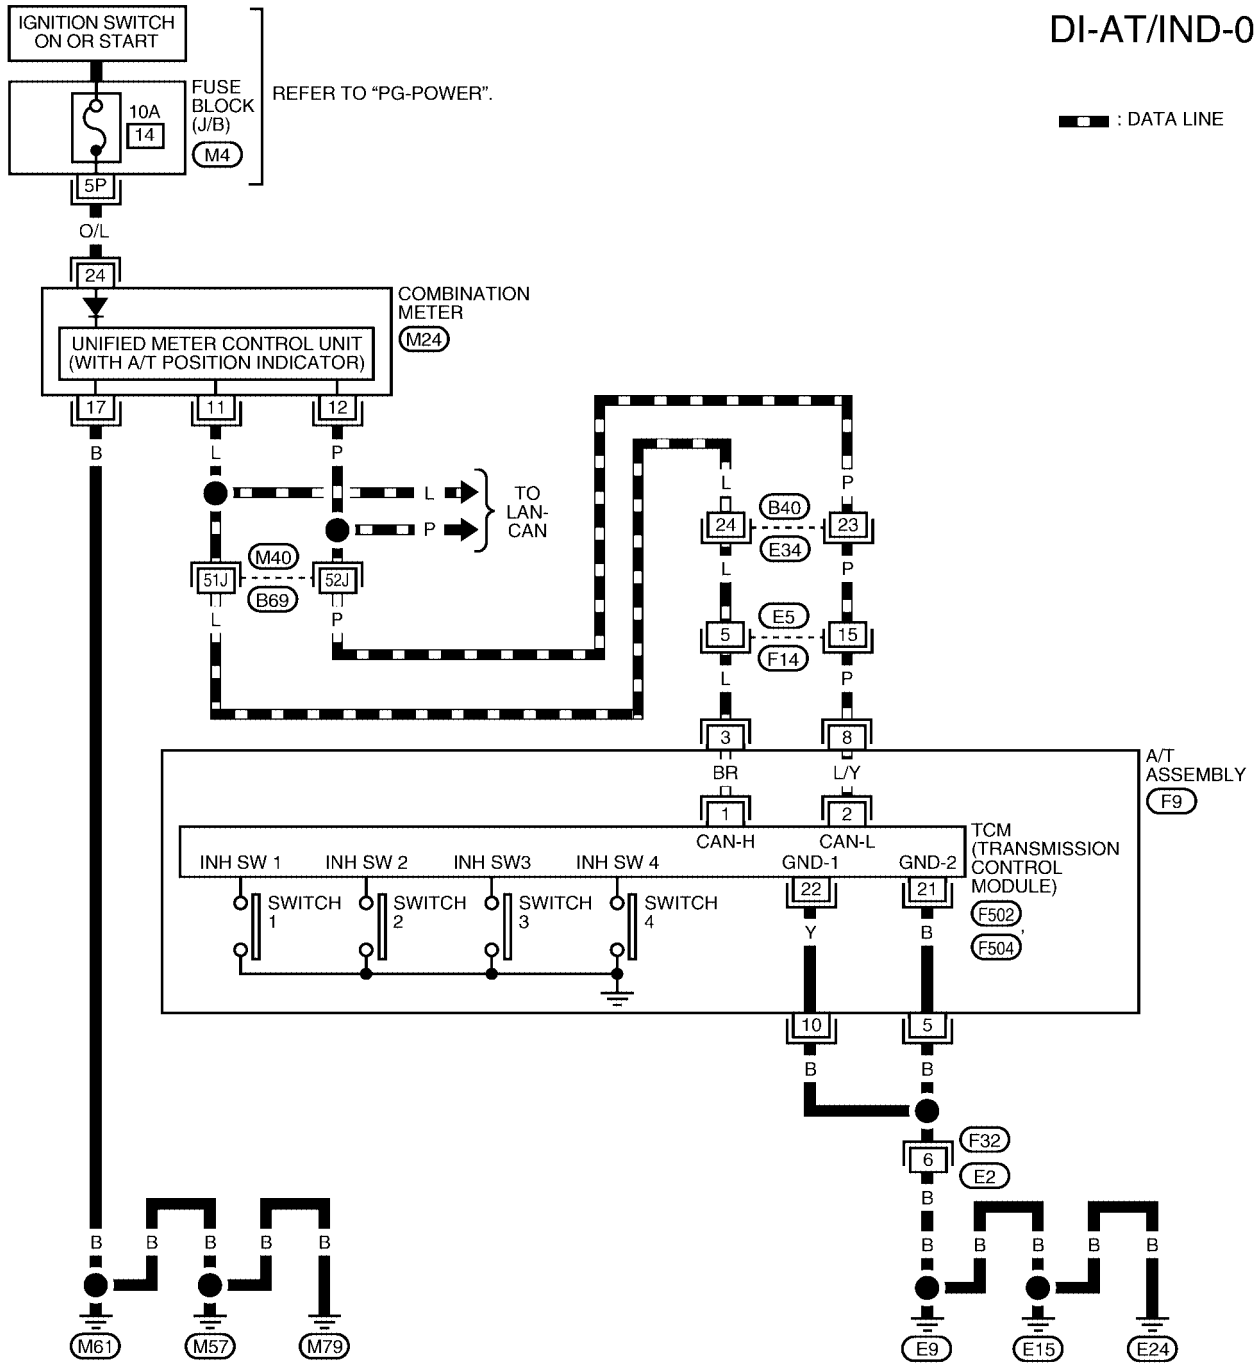 IGNITION SWITCH
ON OR START
DI-AT/IND-0
FUSE
BLOCK
(J/B)
REFER TO “PG-POWER”.
10A
14
M4
: DATA LINE
5P
O/L
24
COMBINATION
METER
M24
UNIFIED METER CONTROL UNIT
(WITH A/T POSITION INDICATOR)
17
11
12
B
L
P
L
P
TO
LAN-
CAN
L
P
24
B40
23
E34
51J
M40
52J
B69
L
P
L
P
5
E5
15
F14
L
P
3
8
A/T
ASSEMBLY
F9
BR
L/Y
1
2
CAN-H
CAN-L
TCM
(TRANSMISSION
CONTROL
MODULE)
F502
,
F504
INH SW 1
INH SW 2
INH SW3
INH SW 4
GND-1
GND-2
22
21
SWITCH
1
SWITCH
2
SWITCH
3
SWITCH
4
Y
B
10
5
B
B
6
F32
E2
B
B
B
B
B
B
B
B
B
B
B
M61
M57
M79
E9
E15
E24